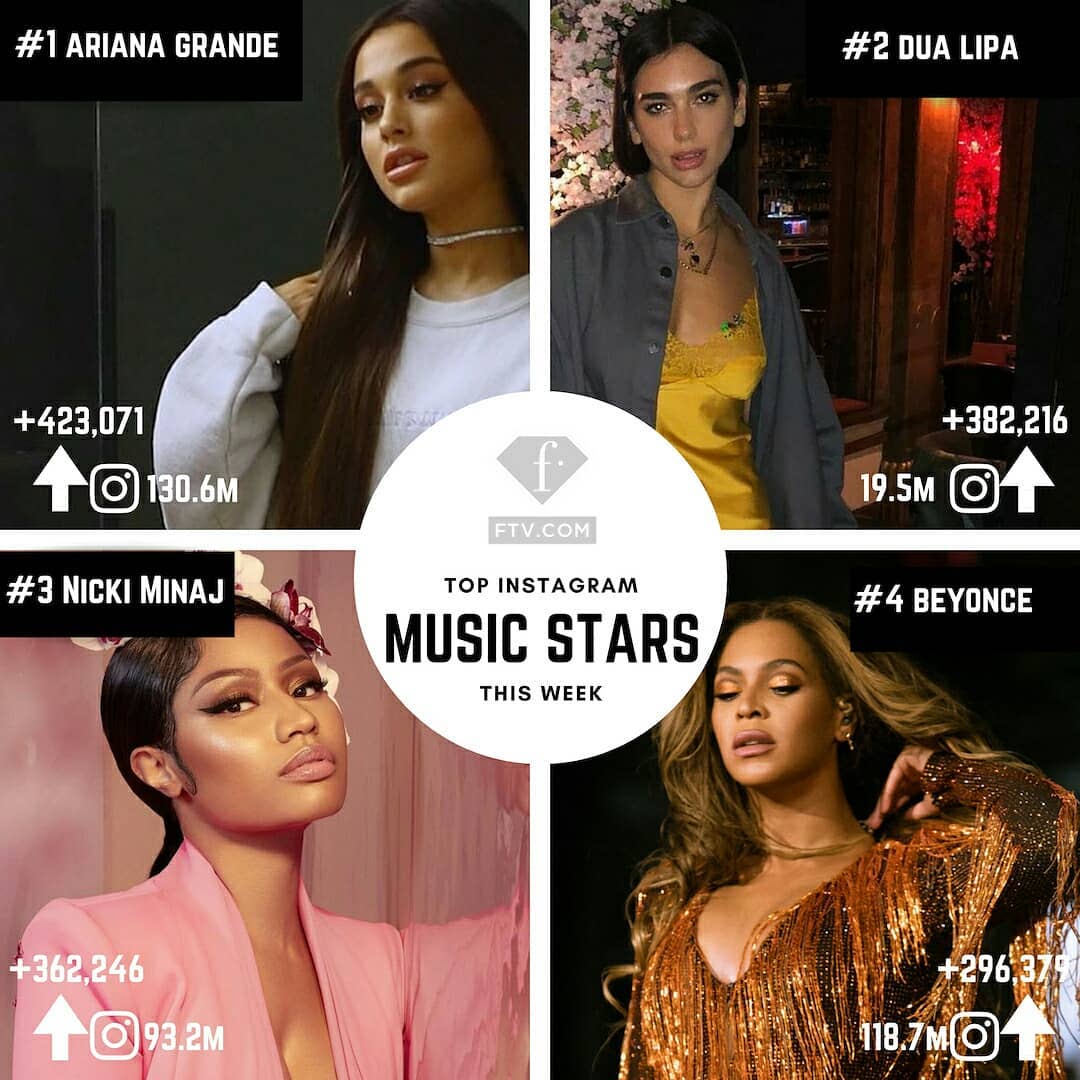 #1 ARIANA GRANDE
#2 DUA LIPA
+423,071
130.6M
+382,216
19.5M
f.
FTV.COM
TOP INSTAGRAM
MUSIC STARS
THIS WEEK
#3 NICKI MINAJ
#4 BEYONCE
+362,246
93.2M
+296,379
118.7M